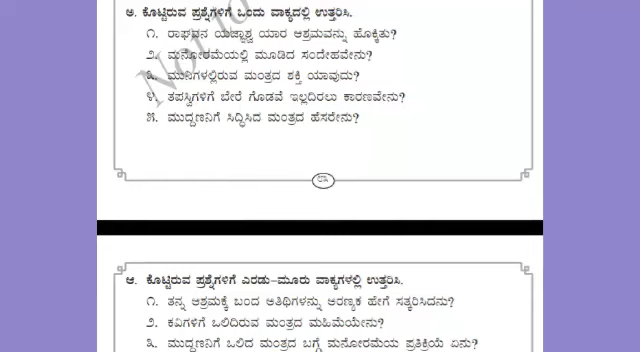 ಅ. ಕೊಟ್ಟಿರುವ ಪ್ರಶ್ನೆಗಳಿಗೆ ಒಂದು ವಾಕ್ಯದಲ್ಲಿ ಉತ್ತರಿಸಿ.
೧. ರಾಘವನ ಯಜ್ಞಾಶ್ವ ಯಾರ ಆಶ್ರಮವನ್ನು ಹೊಕ್ಕಿತು?
೨. ಮನೋರಮೆಯಲ್ಲಿ ಮೂಡಿದ ಸಂದೇಹವೇನು?
೩. ಮುನಿಗಳಲ್ಲಿರುವ ಮಂತ್ರದ ಶಕ್ತಿ ಯಾವುದು?
೪. ತಪಸ್ವಿಗಳಿಗೆ ಬೇರೆ ಗೊಡವೆ ಇಲ್ಲದಿರಲು ಕಾರಣವೇನು?
೫. ಮುದ್ದಣನಿಗೆ ಸಿದ್ಧಿಸಿದ ಮಂತ್ರದ ಹೆಸರೇನು?
ಆ. ಕೊಟ್ಟಿರುವ ಪ್ರಶ್ನೆಗಳಿಗೆ ಎರಡು–ಮೂರು ವಾಕ್ಯಗಳಲ್ಲಿ ಉತ್ತರಿಸಿ.
೧. ತನ್ನ ಆಶ್ರಮಕ್ಕೆ ಬಂದ ಅತಿಥಿಗಳನ್ನು ಆರಣ್ಯಕ ಹೇಗೆ ಸತ್ಕರಿಸಿದನು?
೨. ಕವಿಗಳಿಗೆ ಒಲಿದಿರುವ ಮಂತ್ರದ ಮಹಿಮೆಯೇನು?
೩. ಮುದ್ದಣನಿಗೆ ಒಲಿದ ಮಂತ್ರದ ಬಗ್ಗೆ ಮನೋರಮೆಯ ಪ್ರತಿಕ್ರಿಯೆ ಏನು?